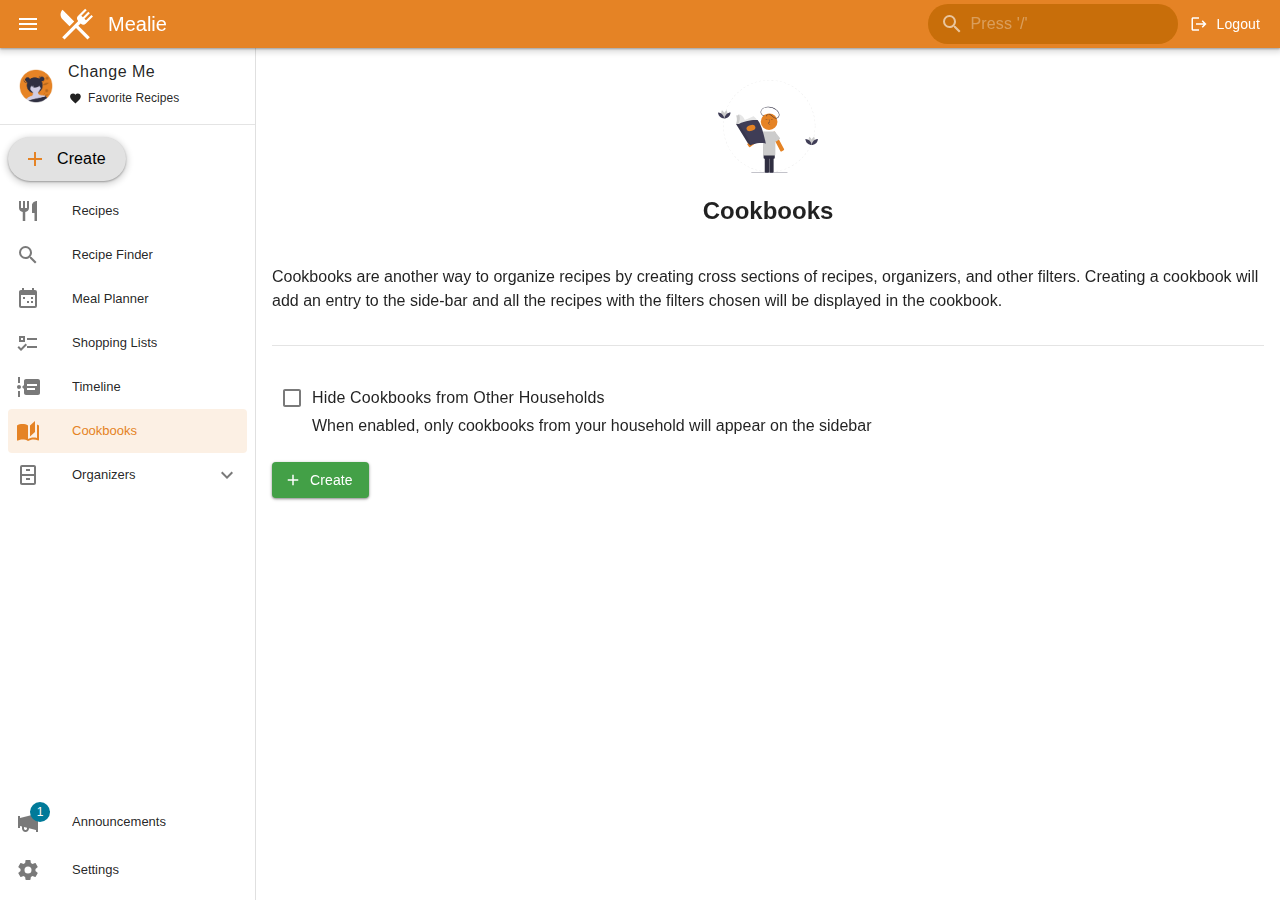 Mealie
Press '/'
Logout
Change Me
Favorite Recipes
Create
Recipes
Recipe Finder
Meal Planner
Shopping Lists
Timeline
Cookbooks
Organizers
1
Announcements
Settings
Cookbooks
Cookbooks are another way to organize recipes by creating cross sections of recipes, organizers, and other filters. Creating a cookbook will
add an entry to the side-bar and all the recipes with the filters chosen will be displayed in the cookbook.
Hide Cookbooks from Other Households
When enabled, only cookbooks from your household will appear on the sidebar
Create